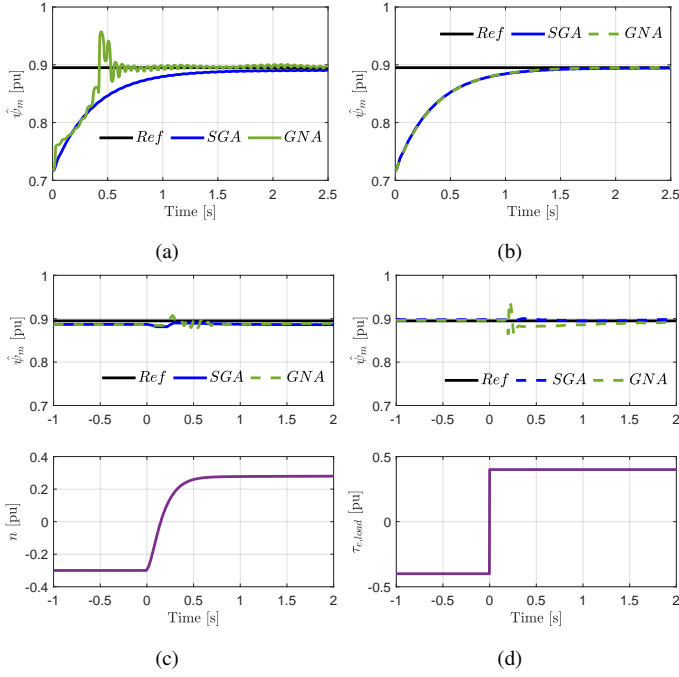 1
0.9
0.8
0.7
ψ̂m [pu]
Ref SGA GNA
0 0.5 1 1.5 2 2.5
Time [s]
(a)
1
0.9
0.8
0.7
ψ̂m [pu]
Ref SGA GNA
0 0.5 1 1.5 2 2.5
Time [s]
(b)
1
0.9
0.8
0.7
ψ̂m [pu]
Ref SGA GNA
-1 -0.5 0 0.5 1 1.5 2
0.4
0.2
0
-0.2
-0.4
n [pu]
-1 -0.5 0 0.5 1 1.5 2
Time [s]
(c)
1
0.9
0.8
0.7
ψ̂m [pu]
Ref SGA GNA
-1 -0.5 0 0.5 1 1.5 2
0.5
0
-0.5
τe,load [pu]
-1 -0.5 0 0.5 1 1.5 2
Time [s]
(d)